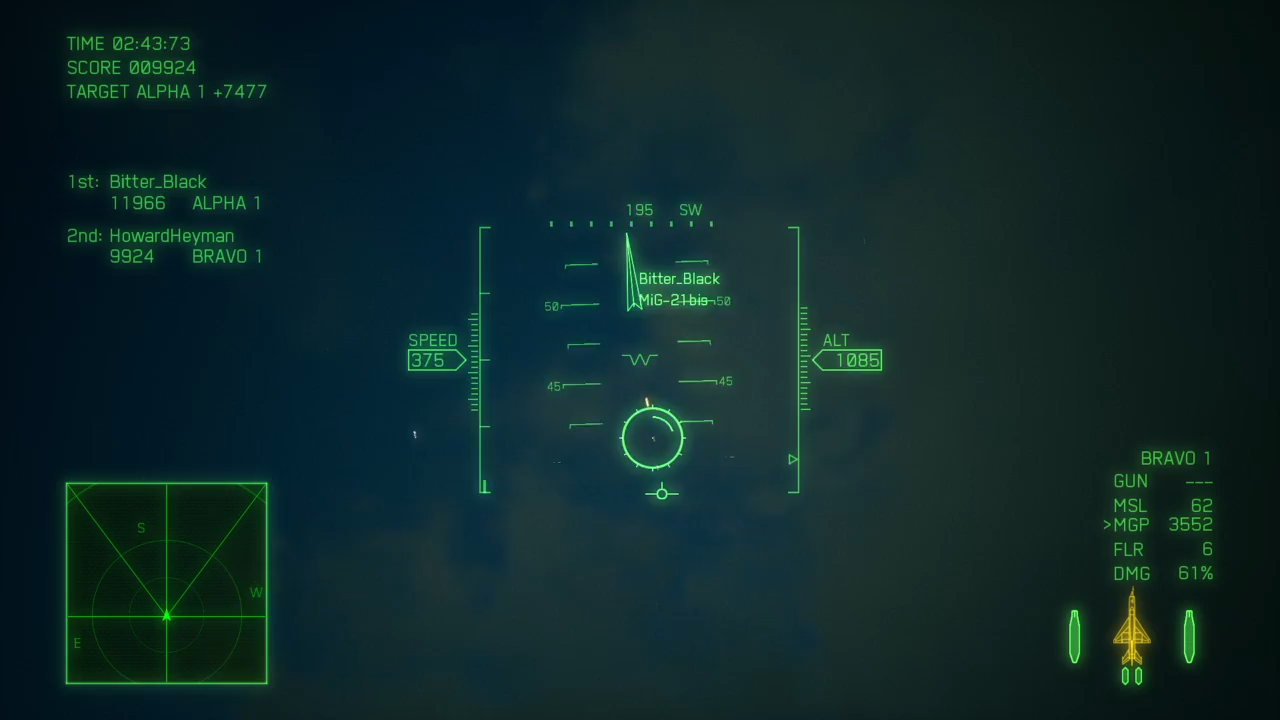 TIME 02:43:73
SCORE 009924
TARGET ALPHA 1 +7477
1st: Bitter_Black
11966 ALPHA 1
2nd: HowardHeyman
9924 BRAVO 1
195 SW
Bitter_Black
MiG-21bis
50 50
SPEED
375
ALT
1085
45 45
S
W
E
BRAVO 1
GUN ---
MSL 62
>MGP 3552
FLR 6
DMG 61%